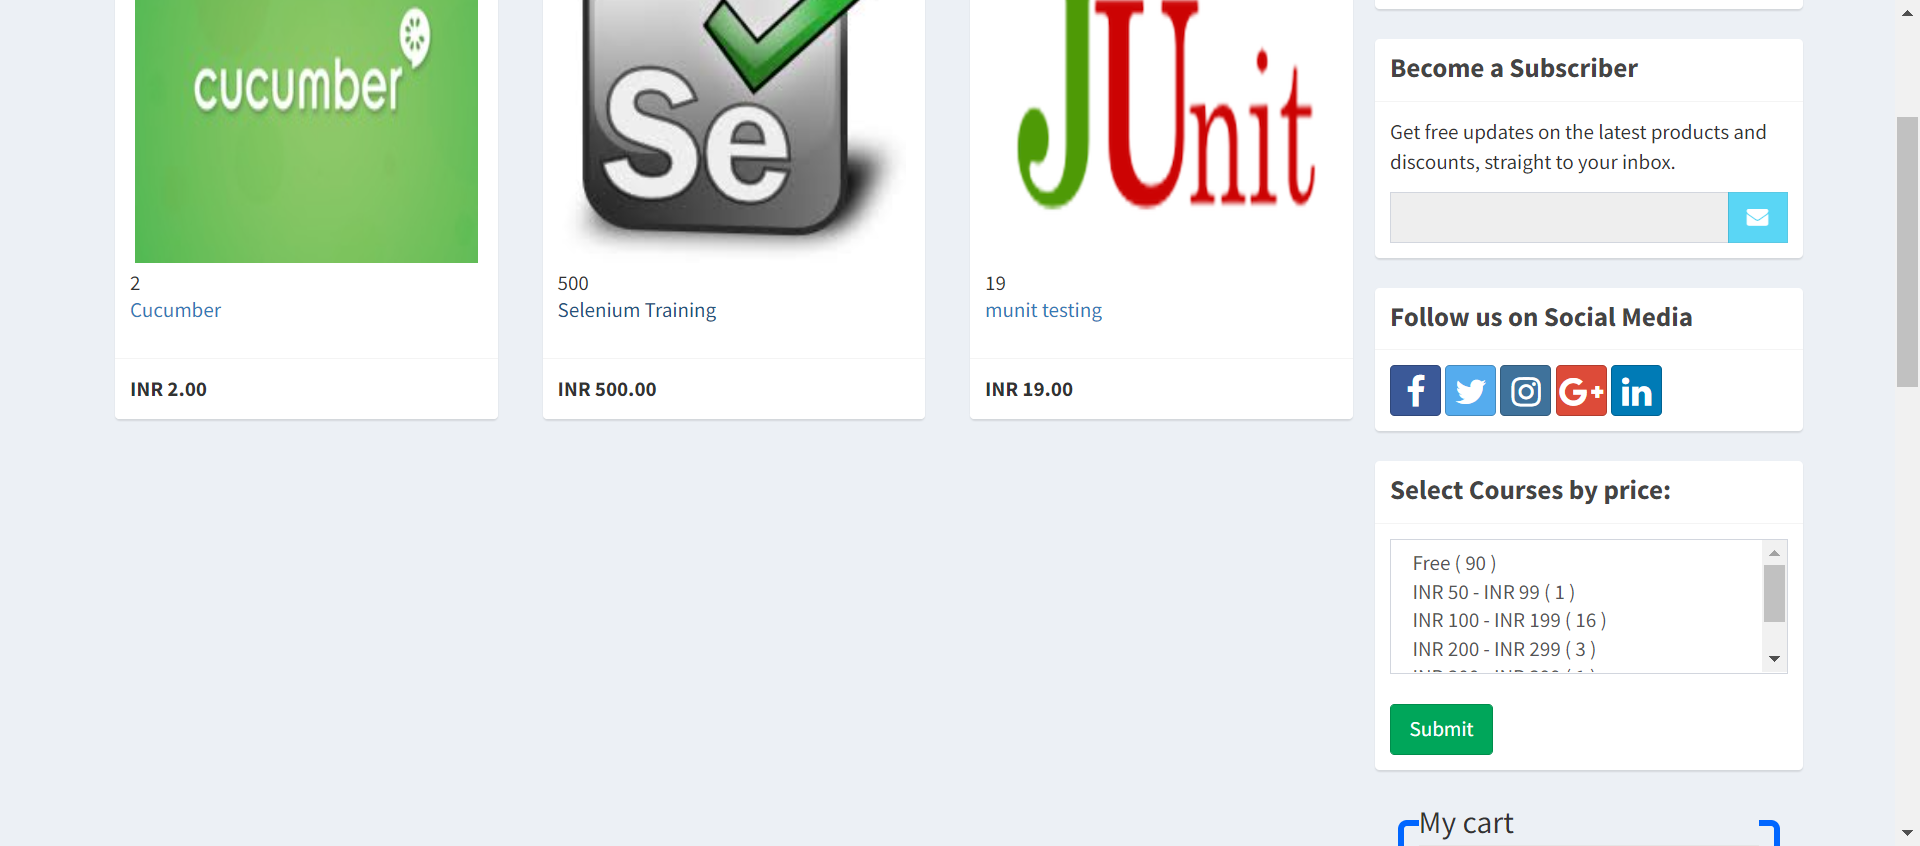 cucumber
2
Cucumber
INR 2.00
Se
500
Selenium Training
INR 500.00
JUnit
19
munit testing
INR 19.00
Become a Subscriber
Get free updates on the latest products and
discounts, straight to your inbox.
Follow us on Social Media
f
G+
in
Select Courses by price:
Free ( 90 )
INR 50 - INR 99 ( 1 )
INR 100 - INR 199 ( 16 )
INR 200 - INR 299 ( 3 )
Submit
My cart